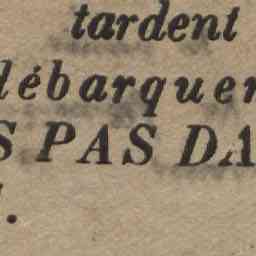 tardent
débarquer
S PAS DA
.